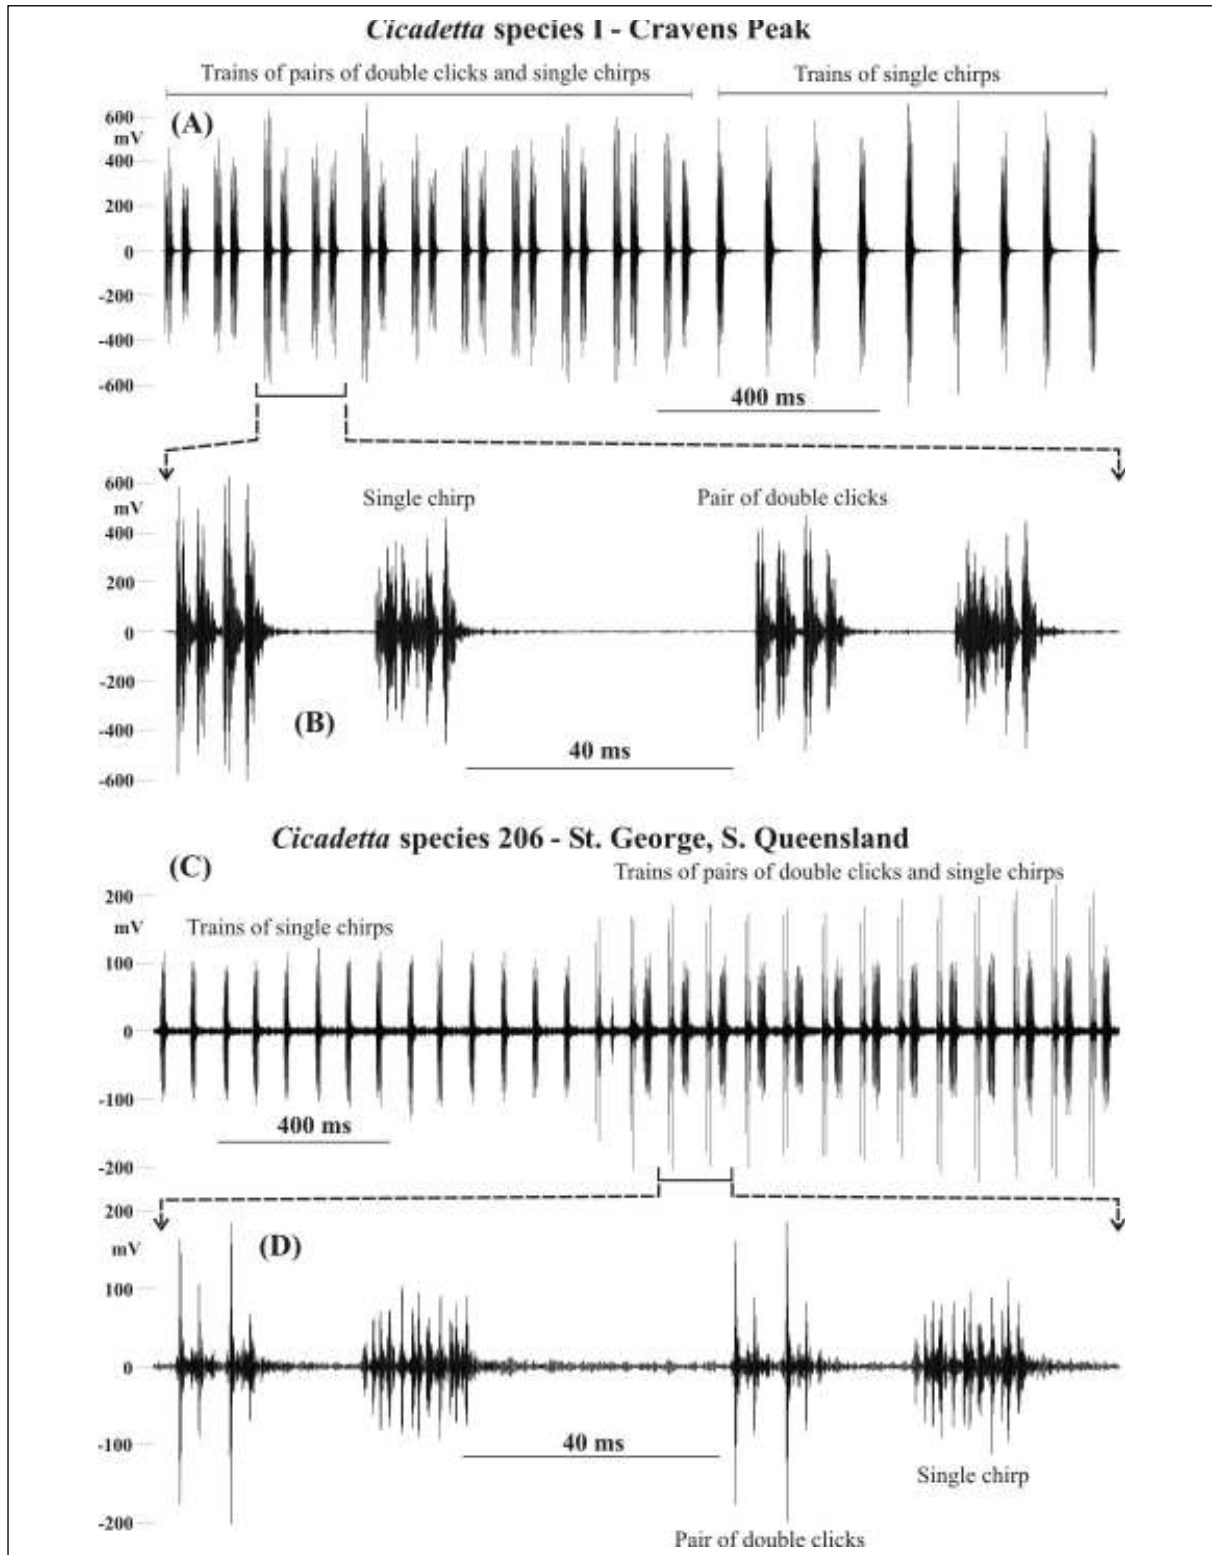 Cicadetta species I - Cravens Peak
Trains of pairs of double clicks and single chirps
Trains of single chirps
(A)
600
mV
400
200
0
-200
-400
-600
400 ms
600
mV
400
200
0
-200
-400
-600
Single chirp
Pair of double clicks
(B)
40 ms
Cicadetta species 206 - St. George, S. Queensland
(C)
Trains of pairs of double clicks and single chirps
200
mV
Trains of single chirps
100
0
-100
400 ms
-200
200
mV
(D)
100
0
-100
40 ms
Single chirp
-200
Pair of double clicks